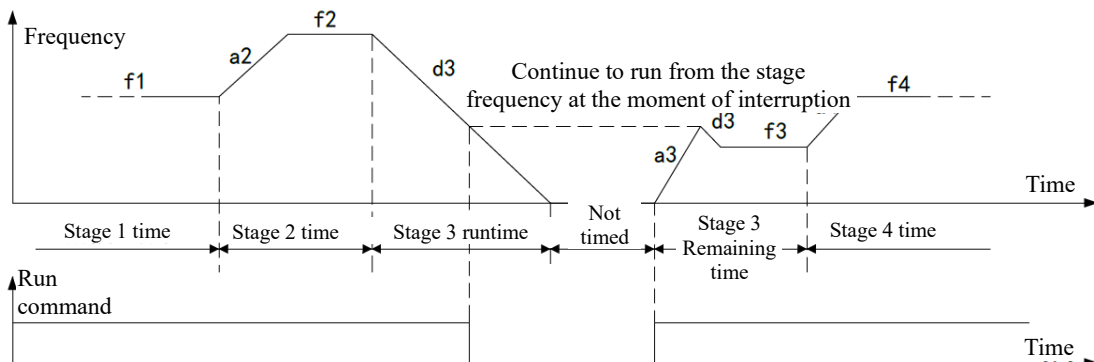 Frequency
f1
a2
f2
d3
Continue to run from the stage
frequency at the moment of interruption
a3
d3
f3
f4
Time
Stage 1 time
Stage 2 time
Stage 3 runtime
Not
timed
Stage 3
Remaining
time
Stage 4 time
Run
command
Time